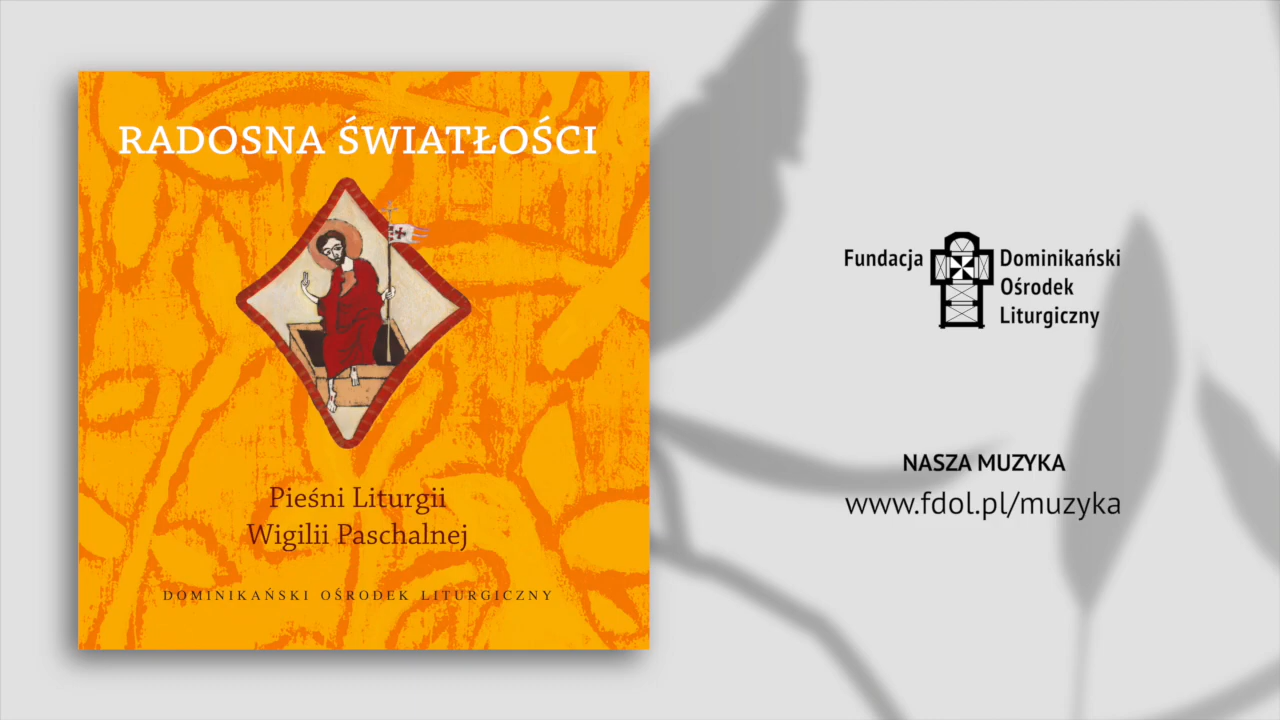 RADOSNA ŚWIATŁOŚCI
Pieśni Liturgii
Wigilii Paschalnej
DOMINIKAŃSKI OŚRODEK LITURGICZNY
Fundacja Dominikański
Ośrodek
Liturgiczny
NASZA MUZYKA
www.fdol.pl/muzyka